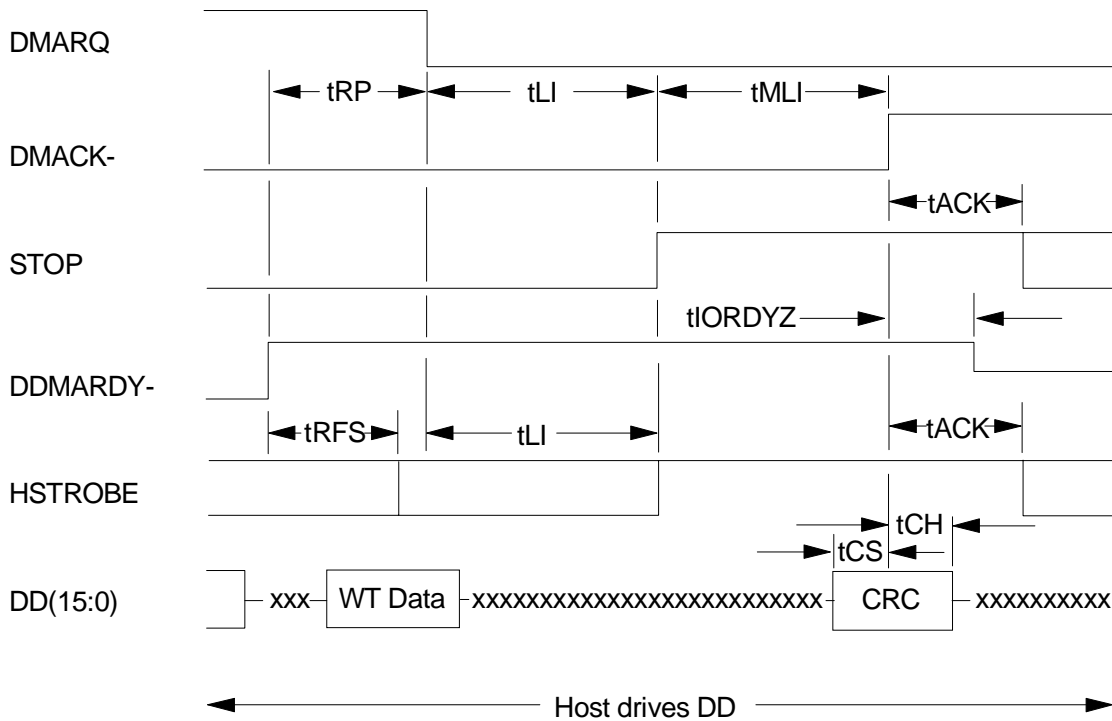 DMARQ
tRP
tLI
tMLI
DMACK-
tACK
STOP
tIORDYZ
DDMARDY-
tRFS
tLI
tACK
HSTROBE
tCH
tCS
DD(15:0)
xxx
WT Data
xxxxxxxxxxxxxxxxxxxxxxxxxx
CRC
xxxxxxxxxx
Host drives DD